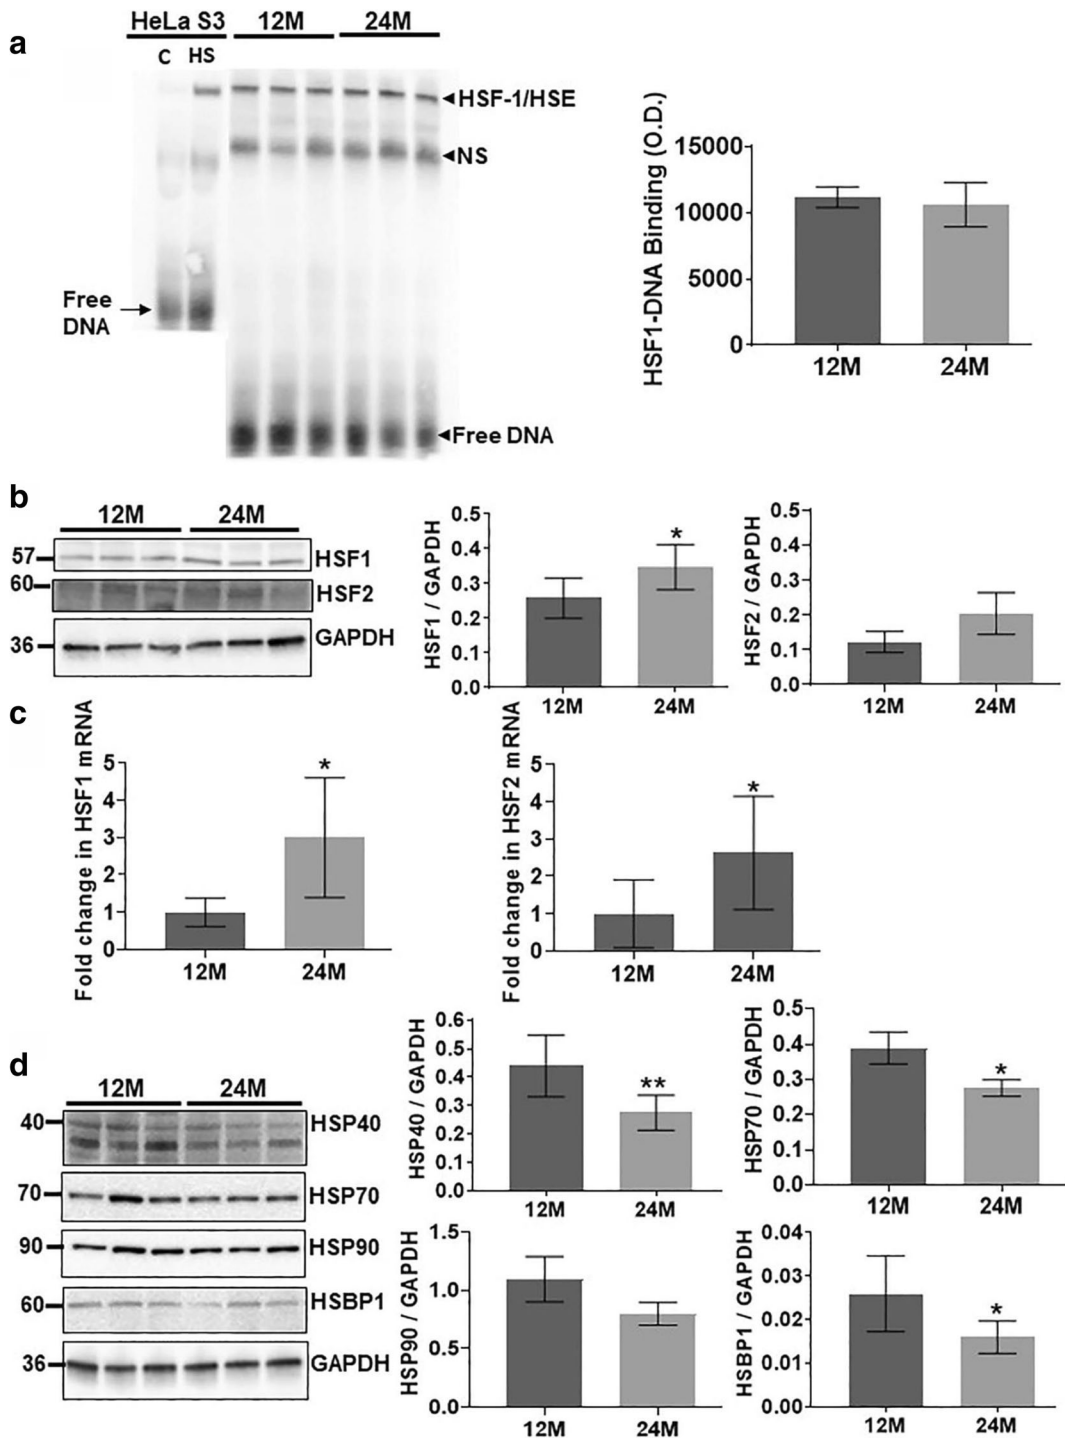 a
HeLa S3 12M 24M
C HS
HSF-1/HSE
NS
Free
DNA
Free DNA
HSF1-DNA Binding (O.D.)
15000
10000
5000
0
12M 24M
b
12M 24M
57 HSF1
60 HSF2
36 GAPDH
HSF1 / GAPDH
0.5
0.4
0.3
0.2
0.1
0.0
*
12M 24M
HSF2 / GAPDH
0.5
0.4
0.3
0.2
0.1
0.0
12M 24M
c
Fold change in HSF1 mRNA
5
4
3
2
1
0
*
12M 24M
Fold change in HSF2 mRNA
5
4
3
2
1
0
*
12M 24M
d
12M 24M
40 HSP40
70 HSP70
90 HSP90
60 HSBP1
36 GAPDH
HSP40 / GAPDH
0.6
0.5
0.4
0.3
0.2
0.1
0.0
**
12M 24M
HSP70 / GAPDH
0.5
0.4
0.3
0.2
0.1
0.0
*
12M 24M
HSP90 / GAPDH
1.5
1.0
0.5
0.0
12M 24M
HSBP1 / GAPDH
0.04
0.03
0.02
0.01
0.00
*
12M 24M